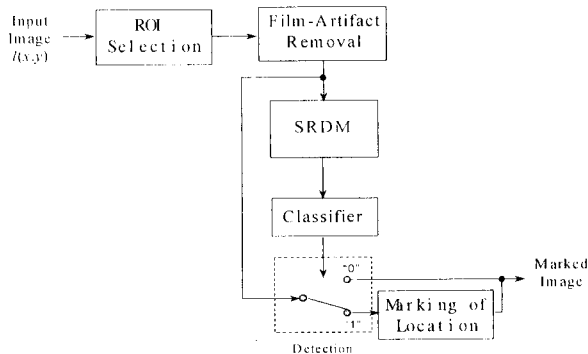 Input
Image
I(x,y)
ROI
Selection
Film-Artifact
Removal
SRDM
Classifier
"0"
"1"
Marking of
Location
Marked
Image
Detection